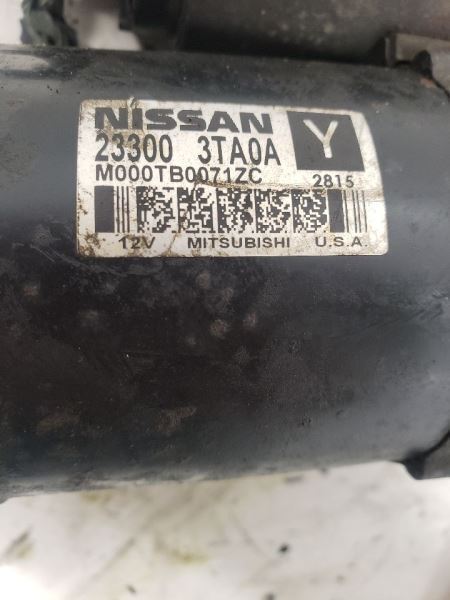 NISSAN
23300 3TA0A Y
M000TB0071ZC 2815
12V MITSUBISHI U.S.A.